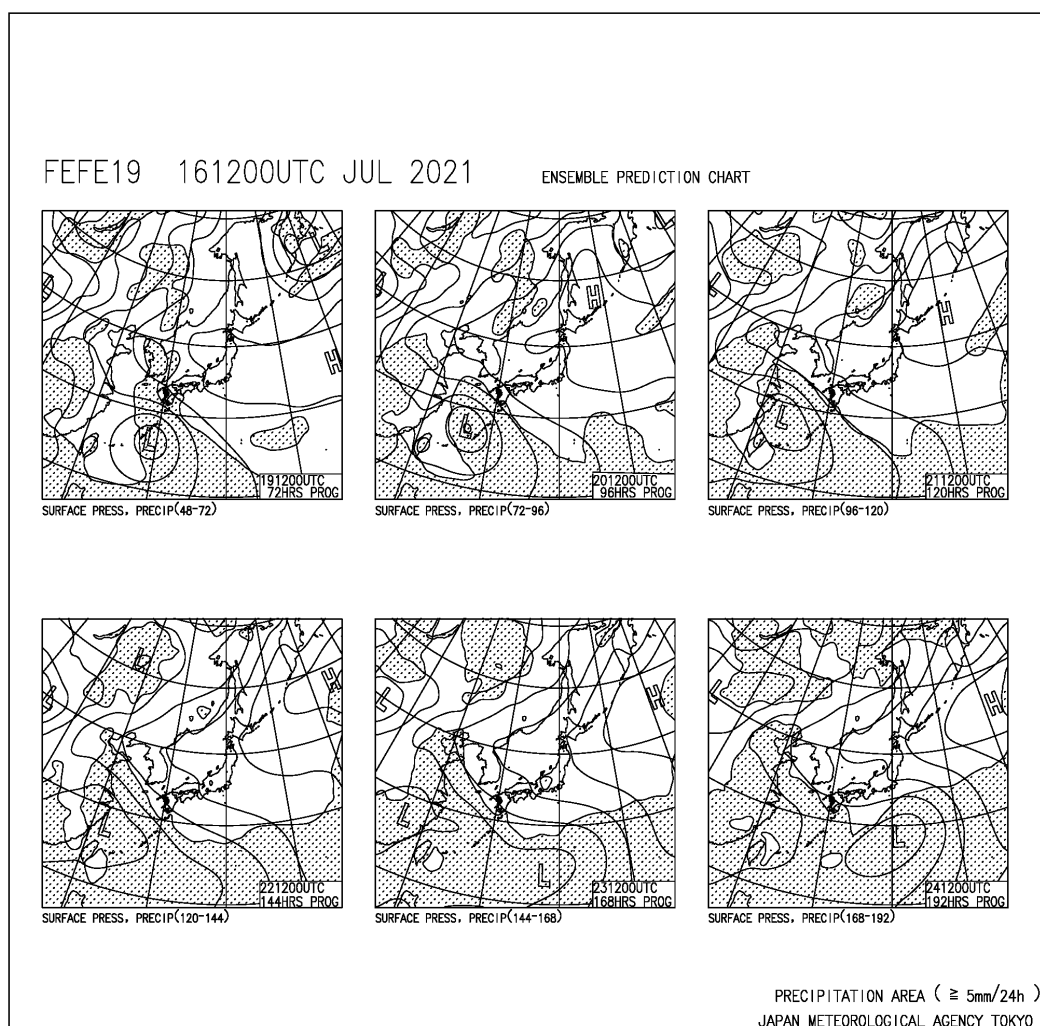 FEFE19 161200UTC JUL 2021 ENSEMBLE PREDICTION CHART
L
H
L
191200UTC
72HRS PROG
SURFACE PRESS, PRECIP(48-72)
L
H
L
201200UTC
96HRS PROG
SURFACE PRESS, PRECIP(72-96)
L
H
L
211200UTC
120HRS PROG
SURFACE PRESS, PRECIP(96-120)
L
L
H
L
221200UTC
144HRS PROG
SURFACE PRESS, PRECIP(120-144)
L
H
L
L
231200UTC
168HRS PROG
SURFACE PRESS, PRECIP(144-168)
L
H
L
241200UTC
192HRS PROG
SURFACE PRESS, PRECIP(168-192)
PRECIPITATION AREA ( ≧ 5mm/24h )
JAPAN METEOROLOGICAL AGENCY TOKYO